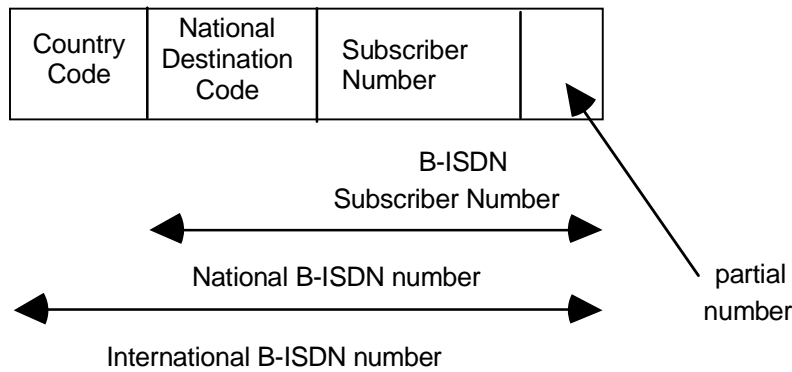 Country
Code
National
Destination
Code
Subscriber
Number
B-ISDN
Subscriber Number
National B-ISDN number
International B-ISDN number
partial
number